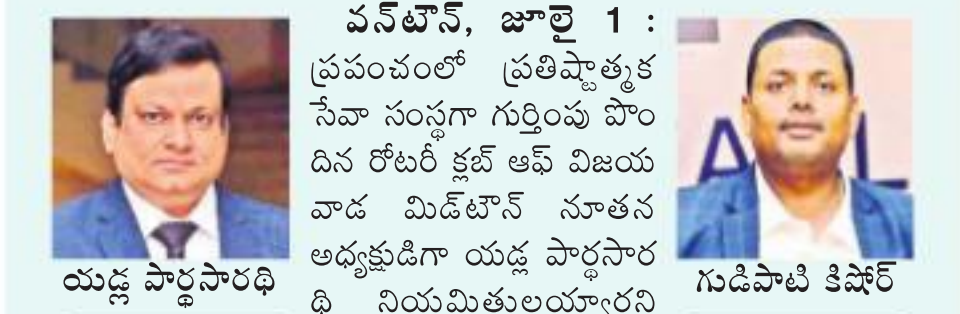 వన్‌టౌన్, జూలై 1 :
ప్రపంచంలో ప్రతిష్టాత్మక
సేవా సంస్థగా గుర్తింపు పొం
దిన రోటరీ క్లబ్ ఆఫ్ విజయ
వాడ మిడ్‌టౌన్ నూతన
అధ్యక్షుడిగా యడ్ల పార్థసార
థి నియమితులయ్యారని
యడ్ల పార్థసారథి
గుడిపాటి కిషోర్